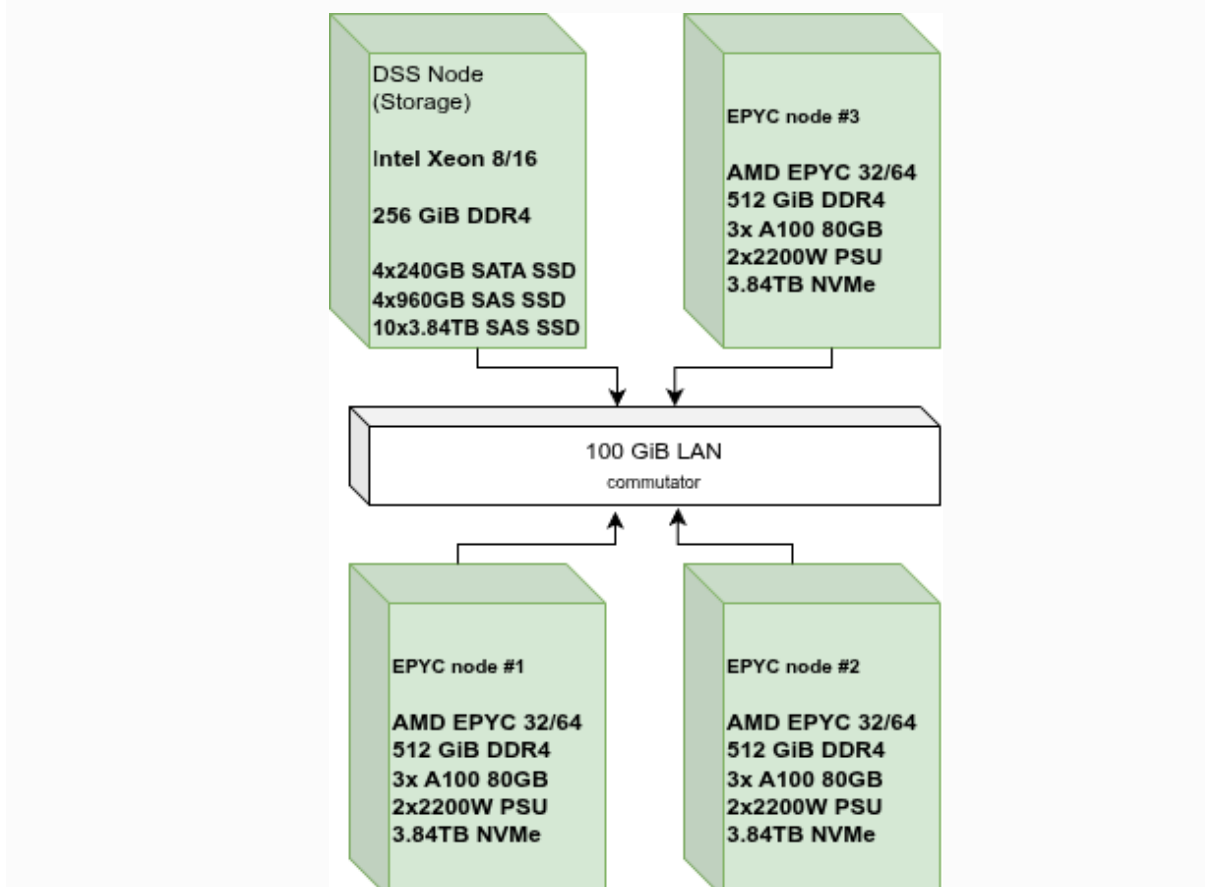 DSS Node
(Storage)
Intel Xeon 8/16
256 GiB DDR4
4x240GB SATA SSD
4x960GB SAS SSD
10x3.84TB SAS SSD
EPYC node #3
AMD EPYC 32/64
512 GiB DDR4
3x A100 80GB
2x2200W PSU
3.84TB NVMe
100 GiB LAN
commutator
EPYC node #1
AMD EPYC 32/64
512 GiB DDR4
3x A100 80GB
2x2200W PSU
3.84TB NVMe
EPYC node #2
AMD EPYC 32/64
512 GiB DDR4
3x A100 80GB
2x2200W PSU
3.84TB NVMe